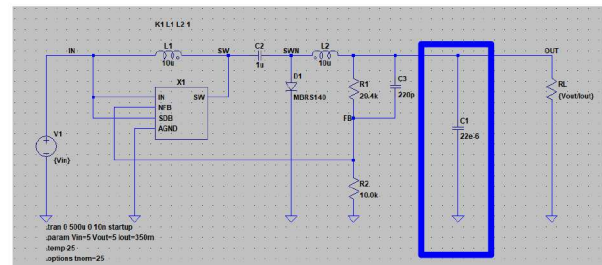 K1 L1 L2 1
IN
L1
10u
SW
C2
1u
SWN
L2
10u
OUT
X1
IN
SW
NFB
SDB
AGND
D1
MBRS140
R1
29.4k
C3
220p
FB
V1
{Vin}
C1
22e-6
RL
{Vout/Iout}
R2
10.0k
.tran 0 500u 0 10n startup
.param Vin=5 Vout=5 Iout=350m
.temp 25
.options tnom=25